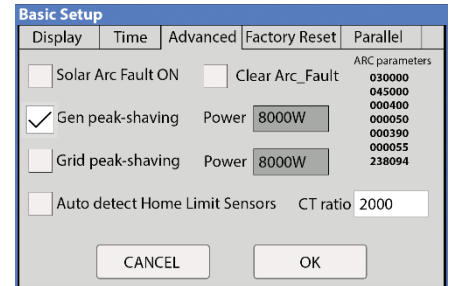 Basic Setup
Display Time Advanced Factory Reset Parallel
Solar Arc Fault ON Clear Arc_Fault
ARC parameters
030000
045000
000400
000050
000390
000055
238094
Gen peak-shaving Power 8000W
Grid peak-shaving Power 8000W
Auto detect Home Limit Sensors CT ratio 2000
CANCEL OK